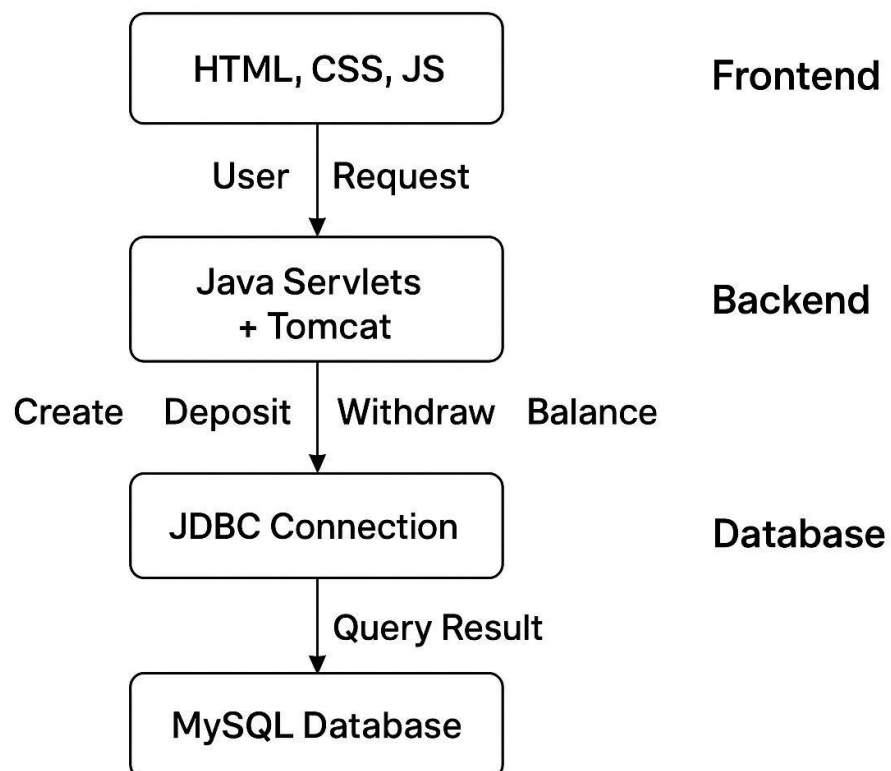 HTML, CSS, JS
Frontend
User Request
Java Servlets
+ Tomcat
Backend
Create Deposit Withdraw Balance
JDBC Connection
Database
Query Result
MySQL Database